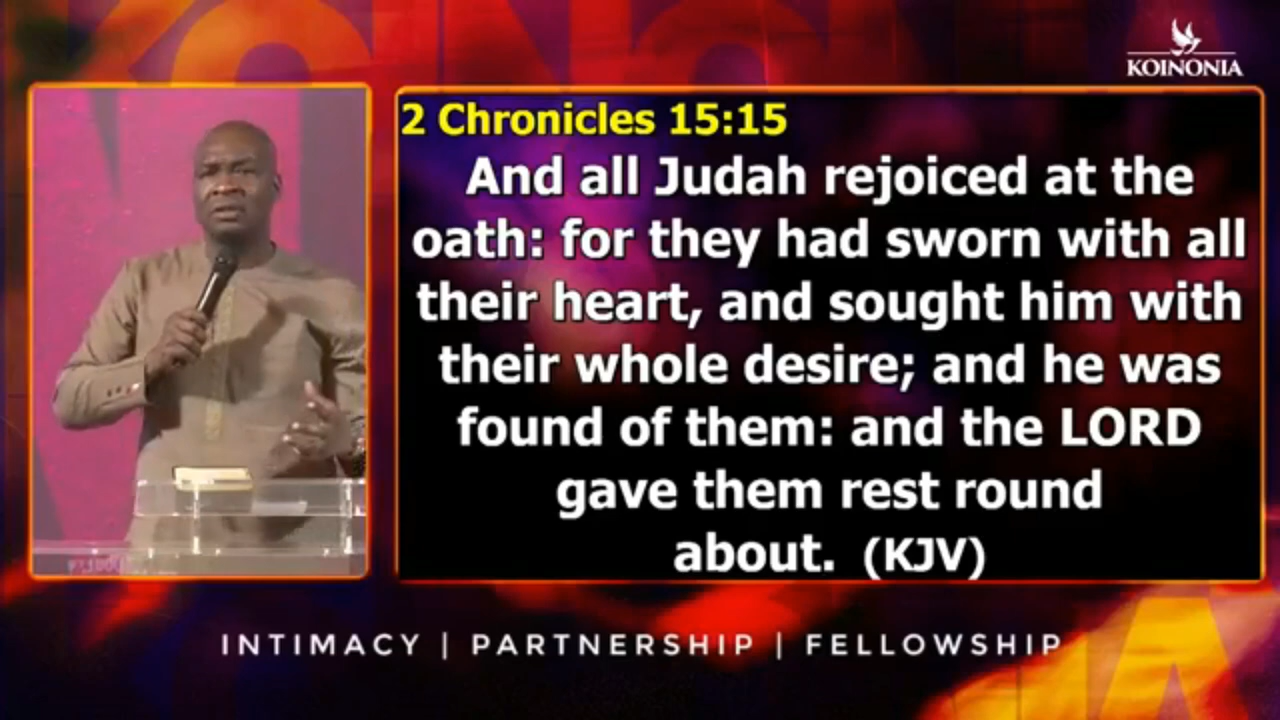 KOINONIA
2 Chronicles 15:15
And all Judah rejoiced at the
oath: for they had sworn with all
their heart, and sought him with
their whole desire; and he was
found of them: and the LORD
gave them rest round
about. (KJV)
INTIMACY | PARTNERSHIP | FELLOWSHIP